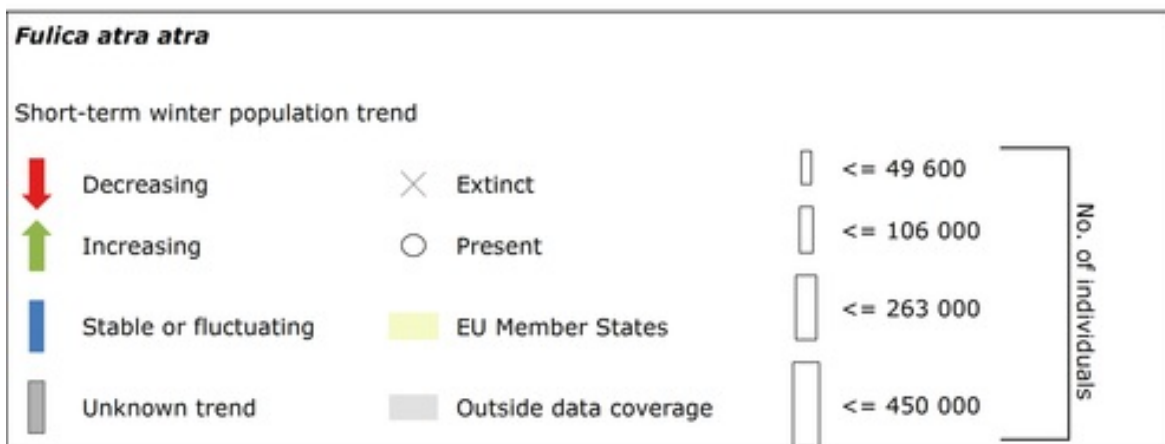 Fulica atra atra
Short-term winter population trend
Decreasing
Increasing
Stable or fluctuating
Unknown trend
Extinct
Present
EU Member States
Outside data coverage
<= 49 600
<= 106 000
<= 263 000
<= 450 000
No. of individuals